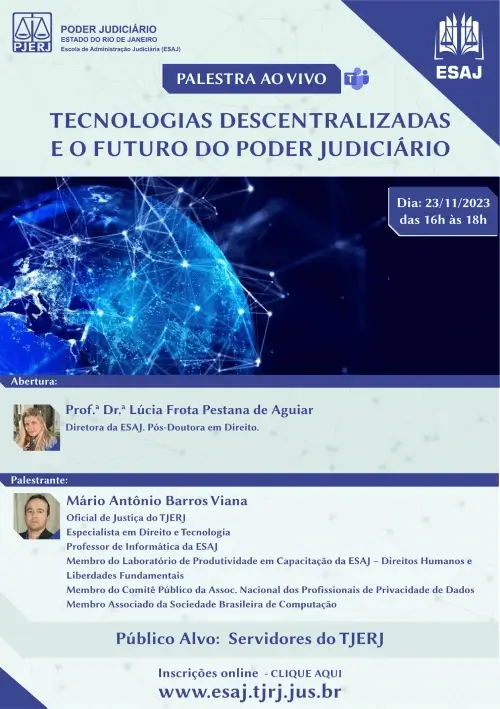 PJERJ
PODER JUDICIÁRIO
ESTADO DO RIO DE JANEIRO
Escola de Administração Judiciária (ESAJ)
ESAJ
PALESTRA AO VIVO
T
TECNOLOGIAS DESCENTRALIZADAS
E O FUTURO DO PODER JUDICIÁRIO
Dia: 23/11/2023
das 16h às 18h
Abertura:
Prof.ª Dr.ª Lúcia Frota Pestana de Aguiar
Diretora da ESAJ. Pós-Doutora em Direito.
Palestrante:
Mário Antônio Barros Viana
Oficial de Justiça do TJERJ
Especialista em Direito e Tecnologia
Professor de Informática da ESAJ
Membro do Laboratório de Produtividade em Capacitação da ESAJ – Direitos Humanos e
Liberdades Fundamentais
Membro do Comitê Público da Assoc. Nacional dos Profissionais de Privacidade de Dados
Membro Associado da Sociedade Brasileira de Computação
Público Alvo: Servidores do TJERJ
Inscrições online - CLIQUE AQUI
www.esaj.tjrj.jus.br